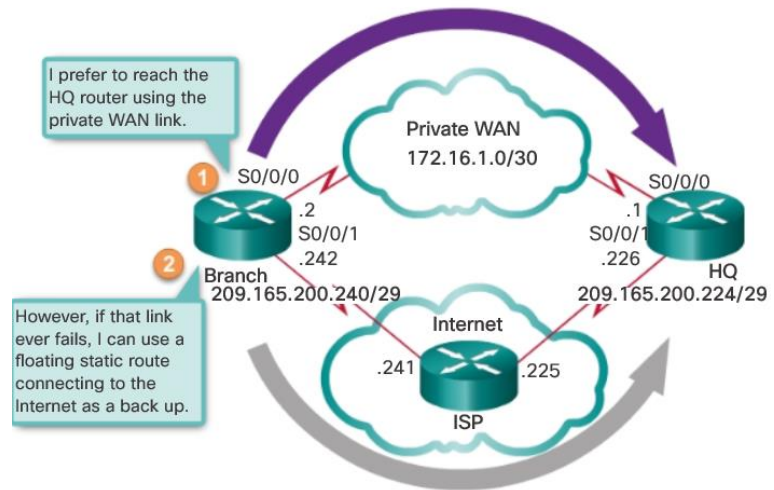 I prefer to reach the
HQ router using the
private WAN link.
Private WAN
172.16.1.0/30
1
S0/0/0
S0/0/0
.2
.1
S0/0/1
S0/0/1
.242
.226
2
Branch
HQ
209.165.200.240/29
209.165.200.224/29
However, if that link
ever fails, I can use a
floating static route
connecting to the
Internet as a back up.
Internet
.241
.225
ISP